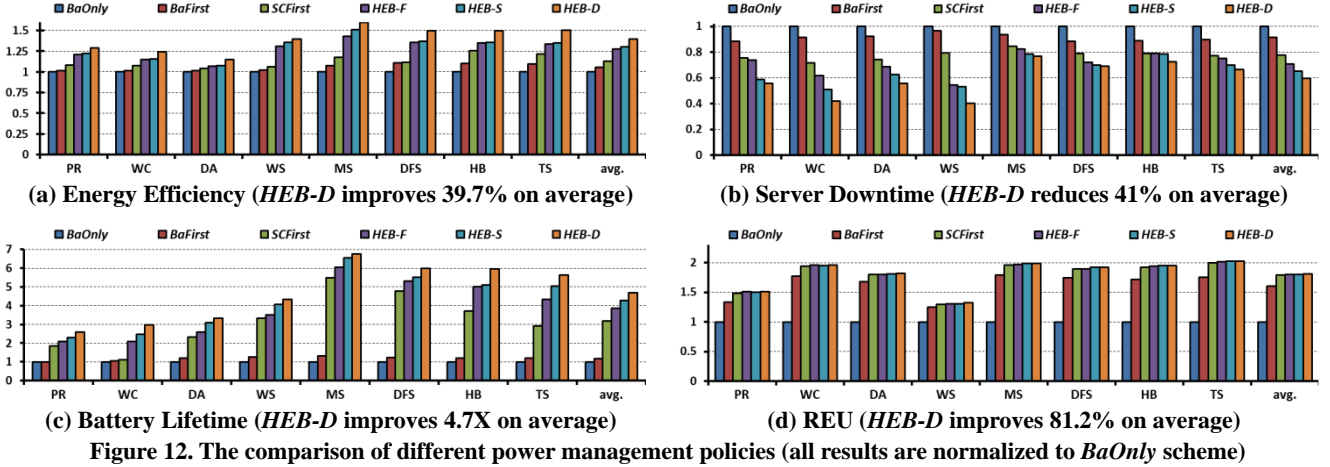 BaOnly BaFirst SCFirst HEB-F HEB-S HEB-D
1.5
1.25
1
0.75
0.5
0.25
0
PR WC DA WS MS DFS HB TS avg.
(a) Energy Efficiency (HEB-D improves 39.7% on average)
BaOnly BaFirst SCFirst HEB-F HEB-S HEB-D
1
0.8
0.6
0.4
0.2
0
PR WC DA WS MS DFS HB TS avg.
(b) Server Downtime (HEB-D reduces 41% on average)
BaOnly BaFirst SCFirst HEB-F HEB-S HEB-D
7
6
5
4
3
2
1
0
PR WC DA WS MS DFS HB TS avg.
(c) Battery Lifetime (HEB-D improves 4.7X on average)
BaOnly BaFirst SCFirst HEB-F HEB-S HEB-D
2
1.5
1
0.5
0
PR WC DA WS MS DFS HB TS avg.
(d) REU (HEB-D improves 81.2% on average)
Figure 12. The comparison of different power management policies (all results are normalized to BaOnly scheme)